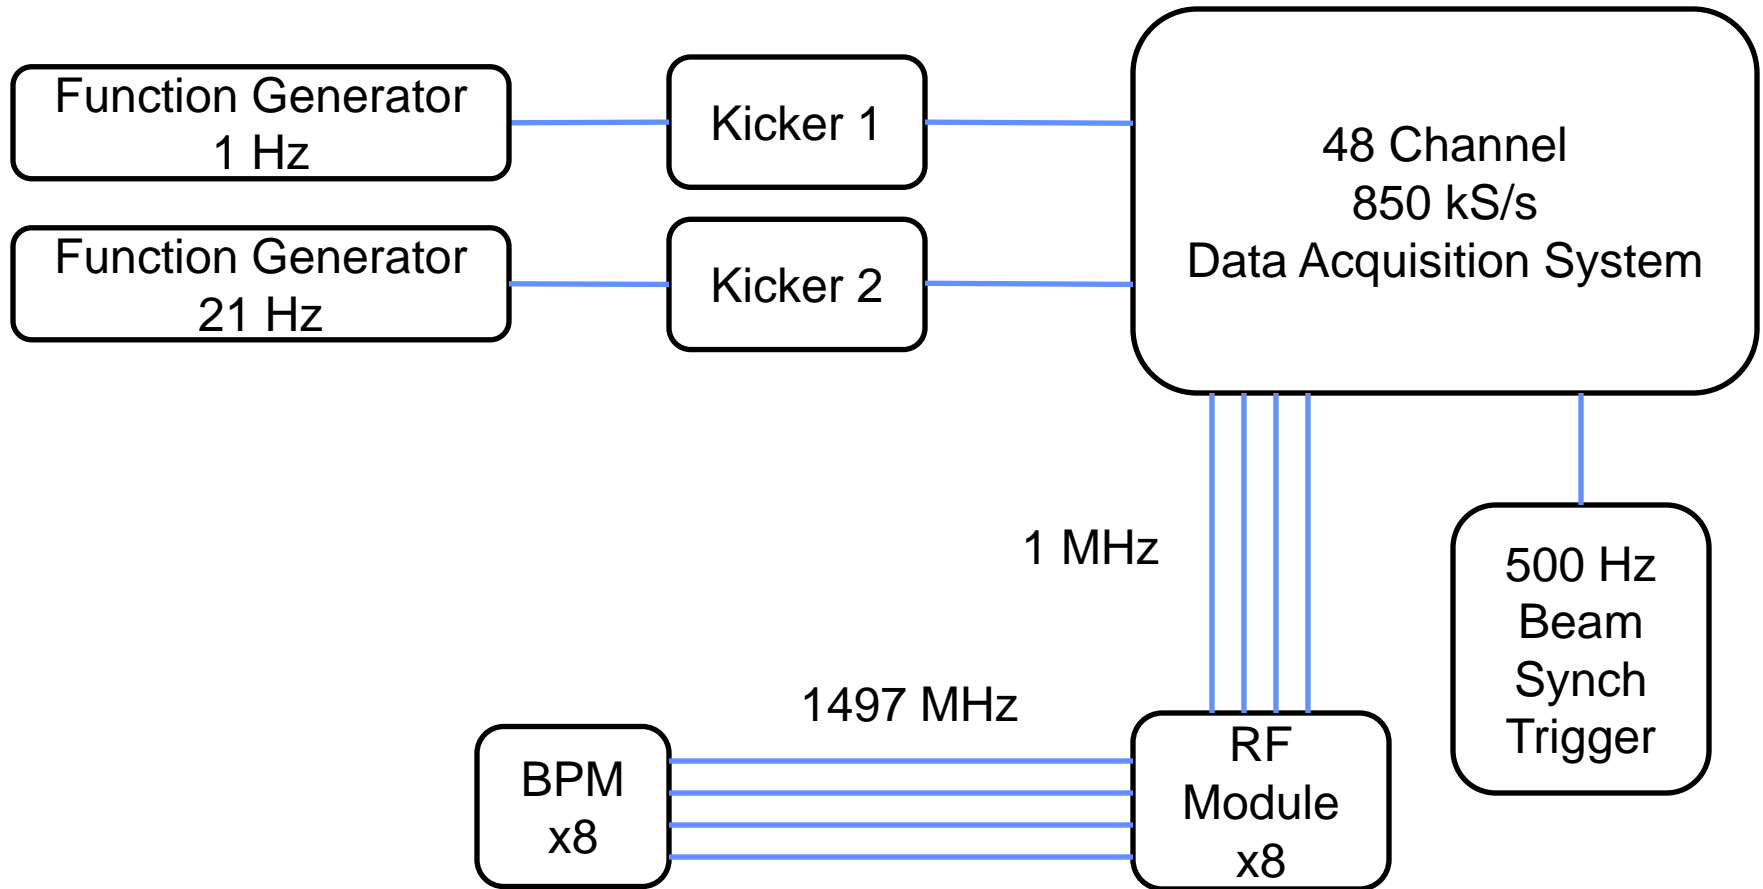 Function Generator
1 Hz
Kicker 1
48 Channel
850 kS/s
Data Acquisition System
Function Generator
21 Hz
Kicker 2
1 MHz
500 Hz
Beam
Synch
Trigger
1497 MHz
BPM
x8
RF
Module
x8